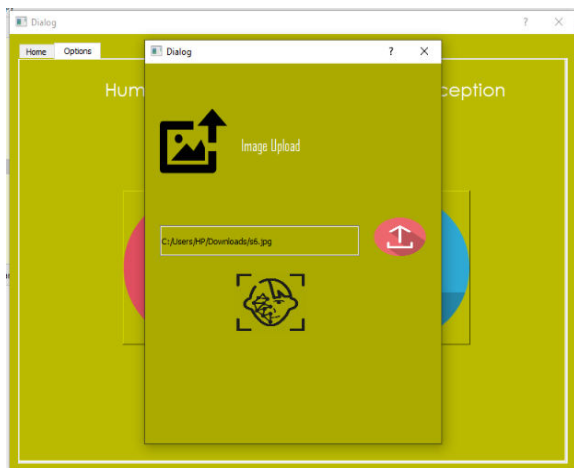 Dialog
Home Options
Dialog
Hum
ception
Image Upload
C:/Users/HP/Downloads/s6.jpg